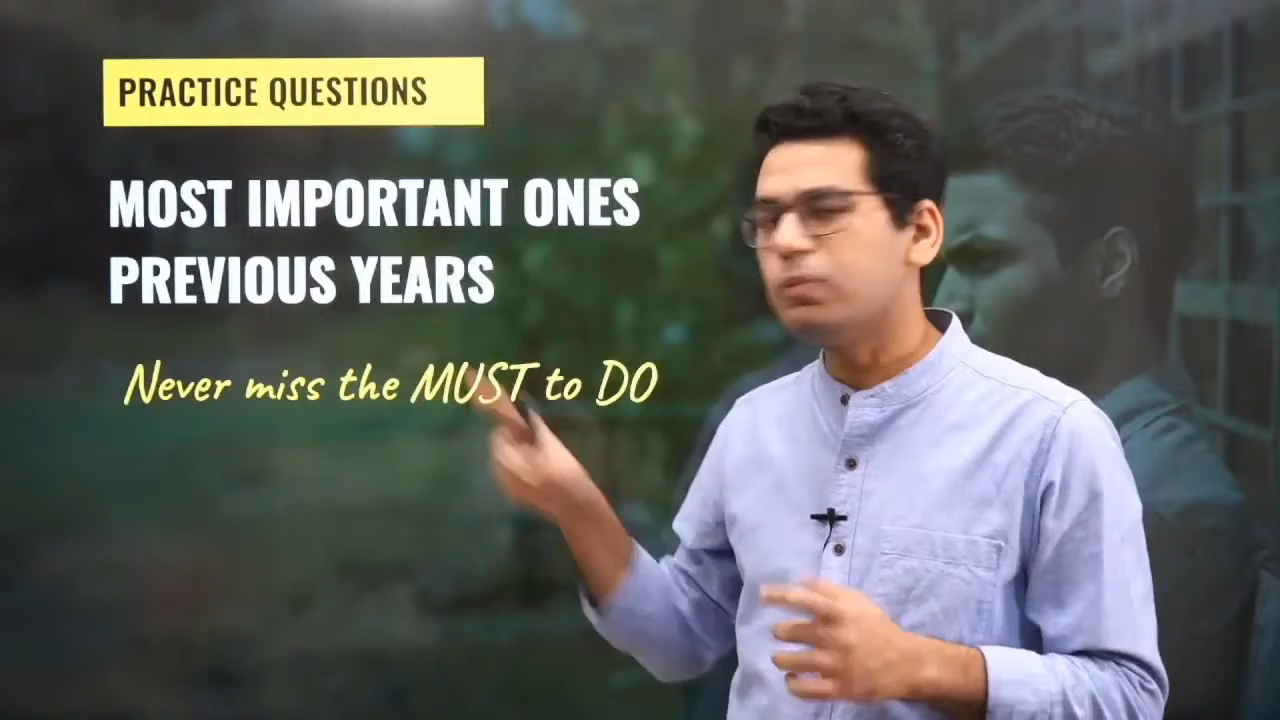 PRACTICE QUESTIONS
MOST IMPORTANT ONES
PREVIOUS YEARS
Never miss the MUST to DO